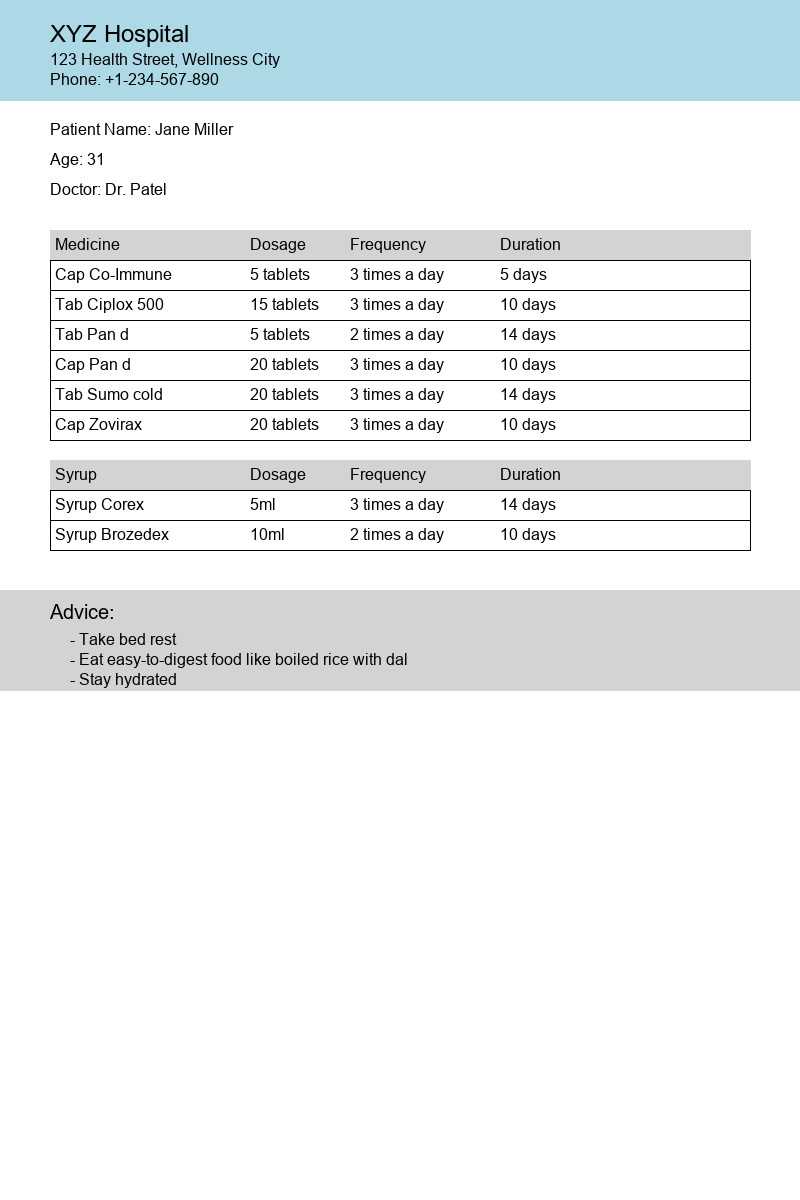 XYZ Hospital
123 Health Street, Wellness City
Phone: +1-234-567-890
Patient Name: Jane Miller
Age: 31
Doctor: Dr. Patel
Medicine Dosage Frequency Duration
Cap Co-Immune 5 tablets 3 times a day 5 days
Tab Ciplox 500 15 tablets 3 times a day 10 days
Tab Pan d 5 tablets 2 times a day 14 days
Cap Pan d 20 tablets 3 times a day 10 days
Tab Sumo cold 20 tablets 3 times a day 14 days
Cap Zovirax 20 tablets 3 times a day 10 days
Syrup Dosage Frequency Duration
Syrup Corex 5ml 3 times a day 14 days
Syrup Brozedex 10ml 2 times a day 10 days
Advice:
- Take bed rest
- Eat easy-to-digest food like boiled rice with dal
- Stay hydrated